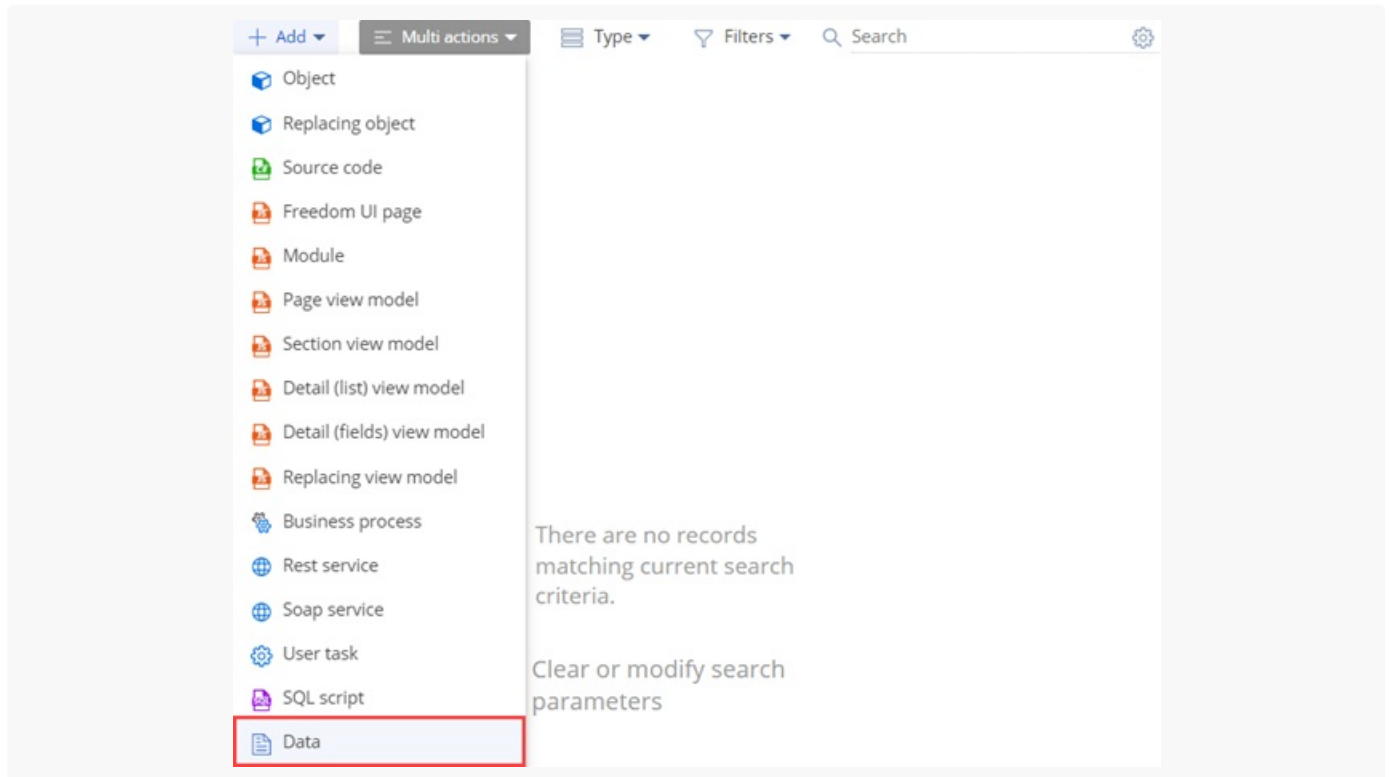 Add
Multi actions
Type
Filters
Search
Object
Replacing object
Source code
Freedom UI page
Module
Page view model
Section view model
Detail (list) view model
Detail (fields) view model
Replacing view model
Business process
Rest service
Soap service
User task
SQL script
Data
There are no records
matching current search
criteria.
Clear or modify search
parameters